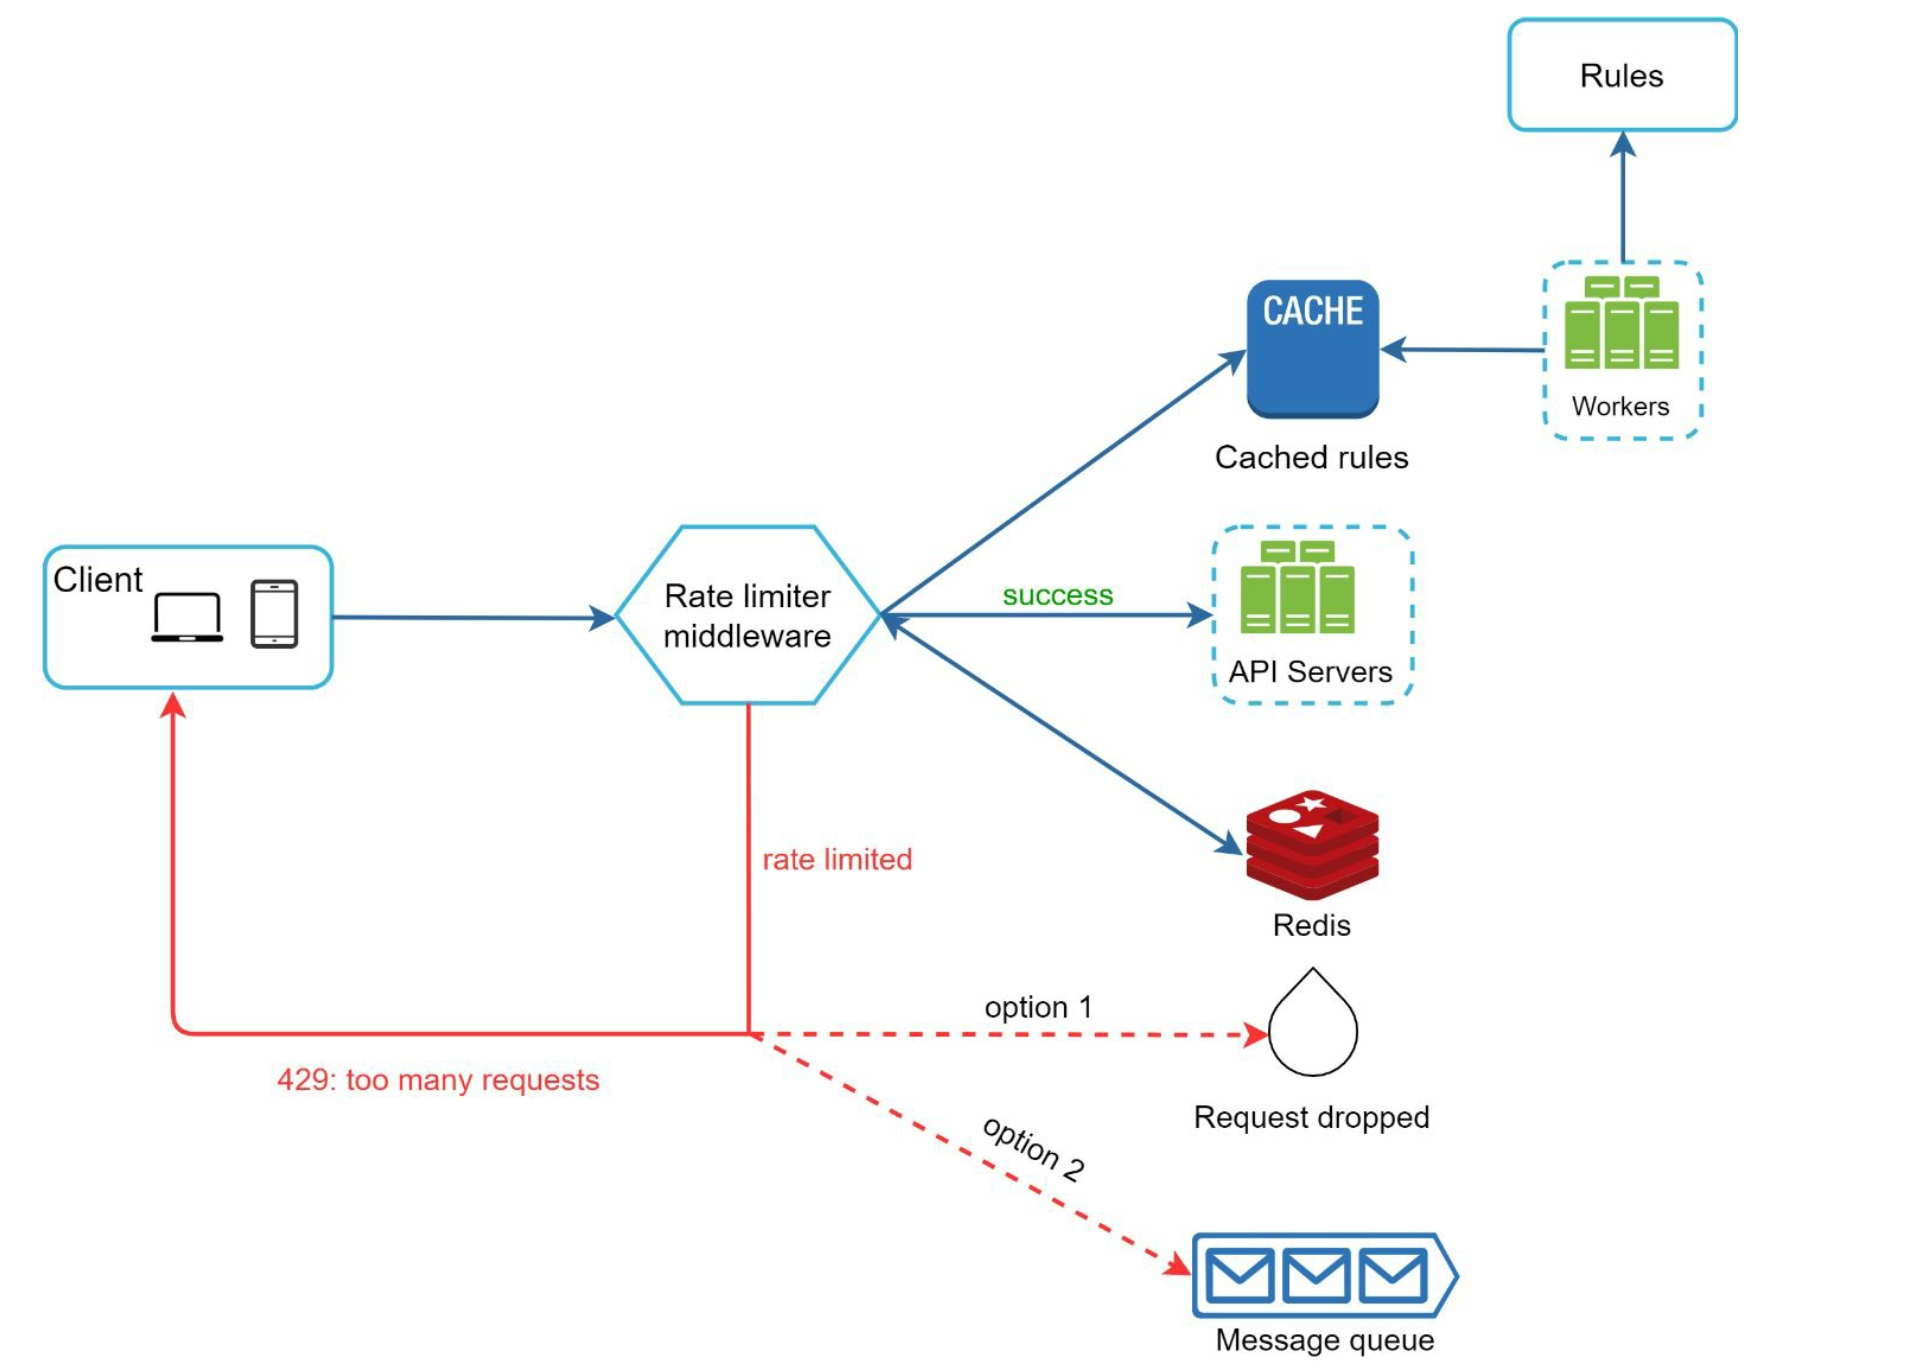 Rules
CACHE
Workers
Cached rules
Client
Rate limiter
middleware
success
API Servers
rate limited
Redis
option 1
429: too many requests
Request dropped
option 2
Message queue